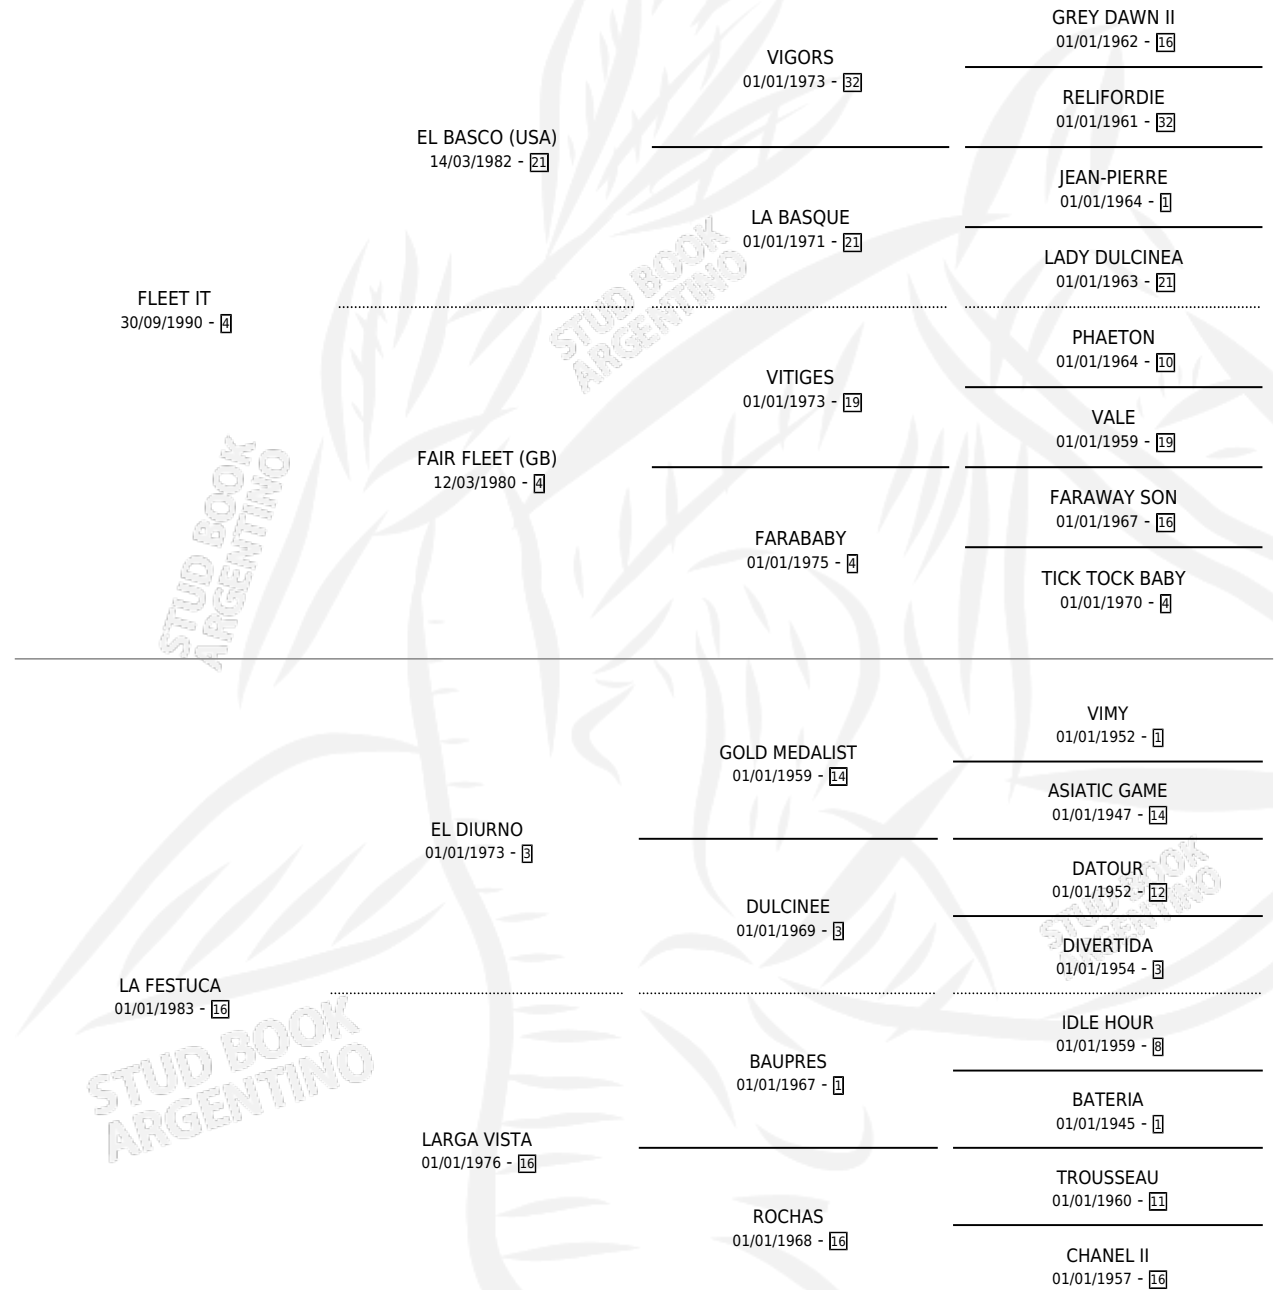 GREY DAWN II
01/01/1962 - 16
VIGORS
01/01/1973 - 32
RELIFORDIE
01/01/1961 - 32
EL BASCO (USA)
14/03/1982 - 21
JEAN-PIERRE
01/01/1964 - 1
LA BASQUE
01/01/1971 - 21
LADY DULCINEA
01/01/1963 - 21
FLEET IT
30/09/1990 - 4
PHAETON
01/01/1964 - 10
VITIGES
01/01/1973 - 19
VALE
01/01/1959 - 19
FAIR FLEET (GB)
12/03/1980 - 4
FARAWAY SON
01/01/1967 - 16
FARABABY
01/01/1975 - 4
TICK TOCK BABY
01/01/1970 - 4
VIMY
01/01/1952 - 1
GOLD MEDALIST
01/01/1959 - 14
ASIATIC GAME
01/01/1947 - 14
EL DIURNO
01/01/1973 - 3
DATOUR
01/01/1952 - 12
DULCINEE
01/01/1969 - 3
DIVERTIDA
01/01/1954 - 3
LA FESTUCA
01/01/1983 - 16
IDLE HOUR
01/01/1959 - 8
BAUPRES
01/01/1967 - 1
BATERIA
01/01/1945 - 1
LARGA VISTA
01/01/1976 - 16
TROUSSEAU
01/01/1960 - 11
ROCHAS
01/01/1968 - 16
CHANEL II
01/01/1957 - 16
STUD BOOK
ARGENTINO
STUD BOOK
ARGENTINO
STUD BOOK
ARGENTINO
STUD BOOK
ARGENTINO